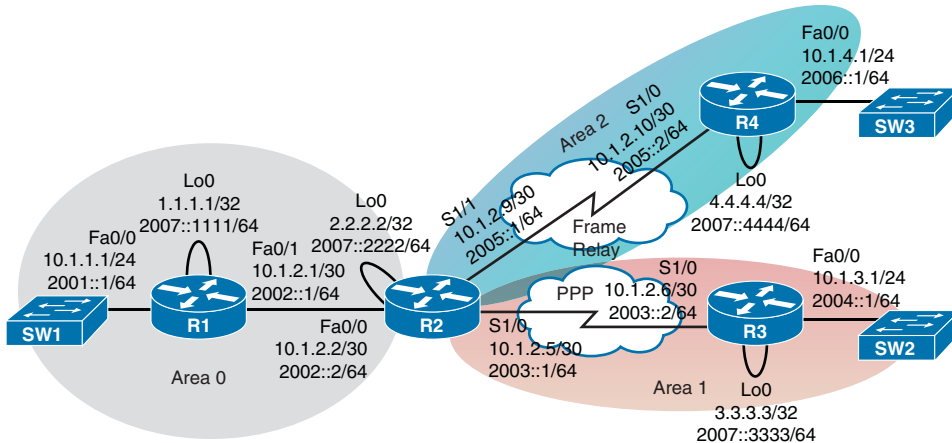 Fa0/0
10.1.4.1/24
2006::1/64
R4
SW3
S1/0
10.1.2.10/30
2005::2/64
Area 2
Lo0
4.4.4.4/32
2007::4444/64
S1/1
10.1.2.9/30
2005::1/64
Frame
Relay
Lo0
1.1.1.1/32
2007::1111/64
Lo0
2.2.2.2/32
2007::2222/64
Fa0/0
10.1.1.1/24
2001::1/64
Fa0/1
10.1.2.1/30
2002::1/64
SW1
R1
R2
Fa0/0
10.1.2.2/30
2002::2/64
Area 0
PPP
S1/0
10.1.2.5/30
2003::1/64
S1/0
10.1.2.6/30
2003::2/64
R3
Fa0/0
10.1.3.1/24
2004::1/64
SW2
Area 1
Lo0
3.3.3.3/32
2007::3333/64